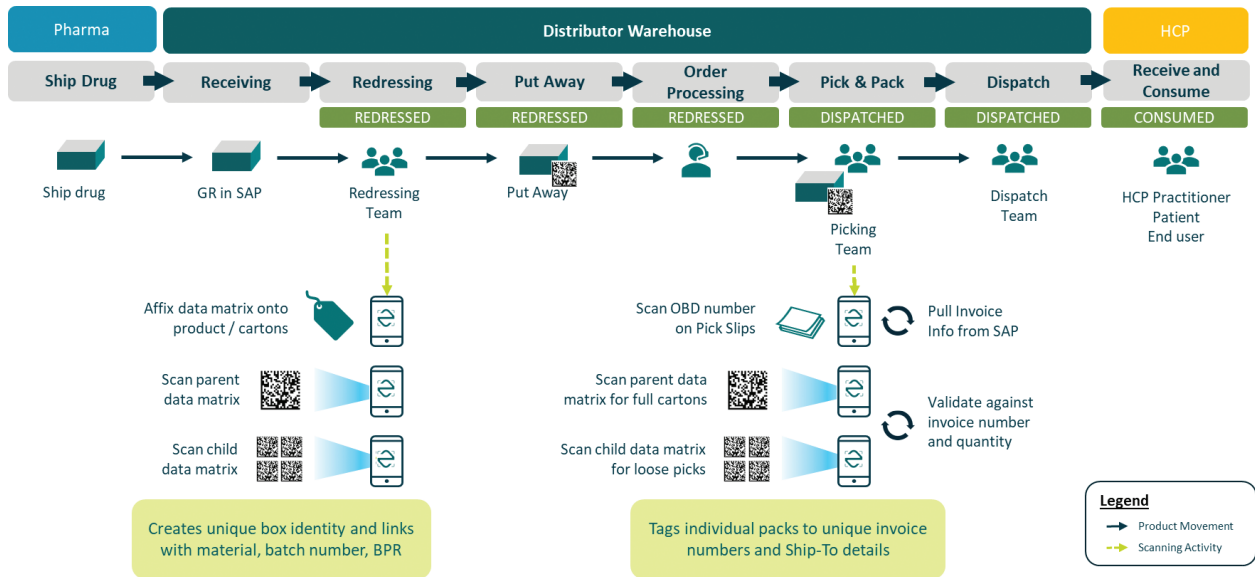 Pharma
Distributor Warehouse
HCP
Ship Drug
Receiving
Redressing
Put Away
Order
Processing
Pick & Pack
Dispatch
Receive and
Consume
REDRESSED
REDRESSED
REDRESSED
DISPATCHED
DISPATCHED
CONSUMED
Ship drug
GR in SAP
Redressing
Team
Put Away
Picking
Team
Dispatch
Team
HCP Practitioner
Patient
End user
Affix data matrix onto
product / cartons
Scan parent
data matrix
Scan child
data matrix
Scan OBD number
on Pick Slips
Pull Invoice
Info from SAP
Scan parent data
matrix for full cartons
Validate against
invoice number
and quantity
Scan child data matrix
for loose picks
Creates unique box identity and links
with material, batch number, BPR
Tags individual packs to unique invoice
numbers and Ship-To details
Legend
Product Movement
Scanning Activity